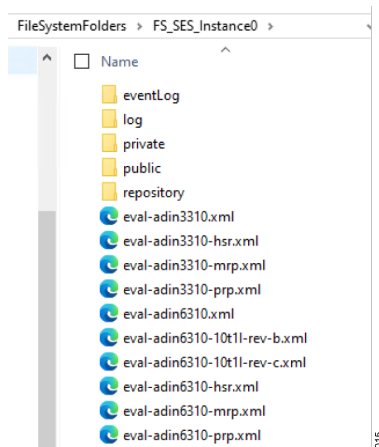 FileSystemFolders > FS_SES_Instance0 >
Name
eventLog
log
private
public
repository
eval-adin3310.xml
eval-adin3310-hsr.xml
eval-adin3310-mrp.xml
eval-adin3310-prp.xml
eval-adin6310.xml
eval-adin6310-10t1l-rev-b.xml
eval-adin6310-10t1l-rev-c.xml
eval-adin6310-hsr.xml
eval-adin6310-mrp.xml
eval-adin6310-prp.xml